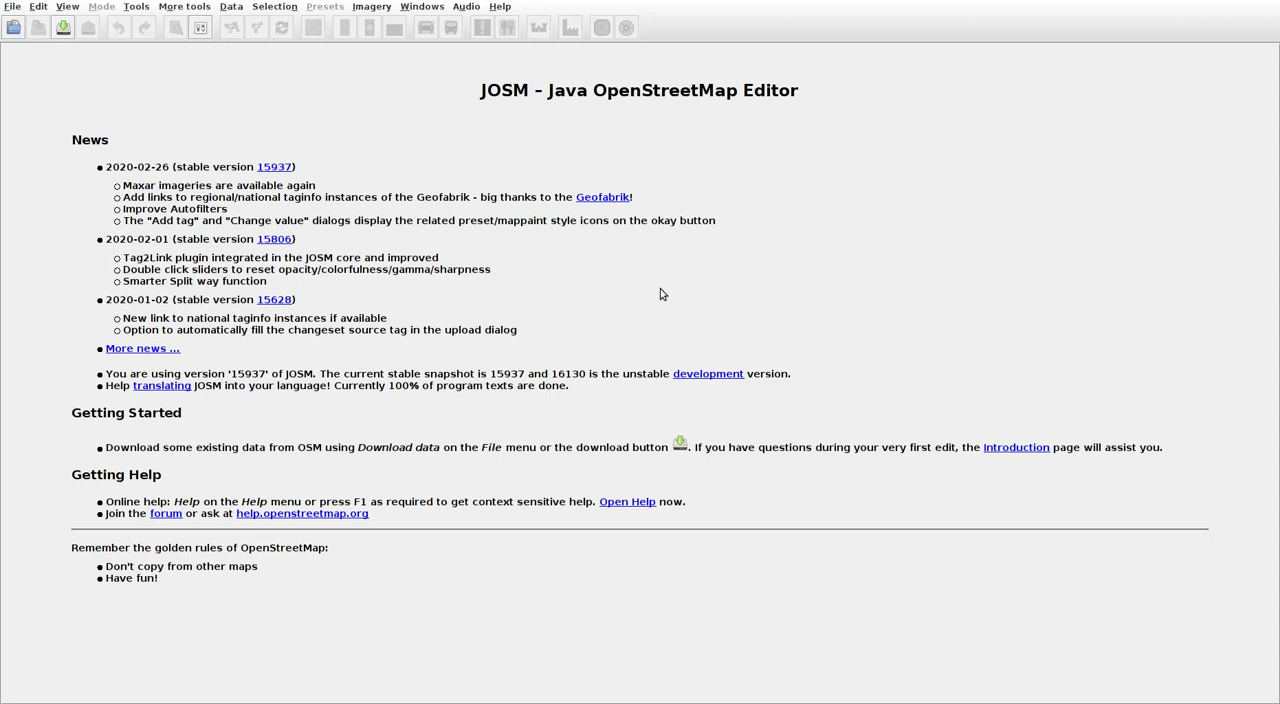 File Edit View Mode Tools More tools Data Selection Presets Imagery Windows Audio Help
JOSM – Java OpenStreetMap Editor
News
2020-02-26 (stable version 15937)
Maxar imageries are available again
Add links to regional/national taginfo instances of the Geofabrik - big thanks to the Geofabrik!
Improve Autofilters
The "Add tag" and "Change value" dialogs display the related preset/mappaint style icons on the okay button
2020-02-01 (stable version 15806)
Tag2Link plugin integrated in the JOSM core and improved
Double click sliders to reset opacity/colorfulness/gamma/sharpness
Smarter Split way function
2020-01-02 (stable version 15628)
New link to national taginfo instances if available
Option to automatically fill the changeset source tag in the upload dialog
More news ...
You are using version '15937' of JOSM. The current stable snapshot is 15937 and 16130 is the unstable development version.
Help translating JOSM into your language! Currently 100% of program texts are done.
Getting Started
Download some existing data from OSM using Download data on the File menu or the download button . If you have questions during your very first edit, the Introduction page will assist you.
Getting Help
Online help: Help on the Help menu or press F1 as required to get context sensitive help. Open Help now.
Join the forum or ask at help.openstreetmap.org
Remember the golden rules of OpenStreetMap:
Don't copy from other maps
Have fun!